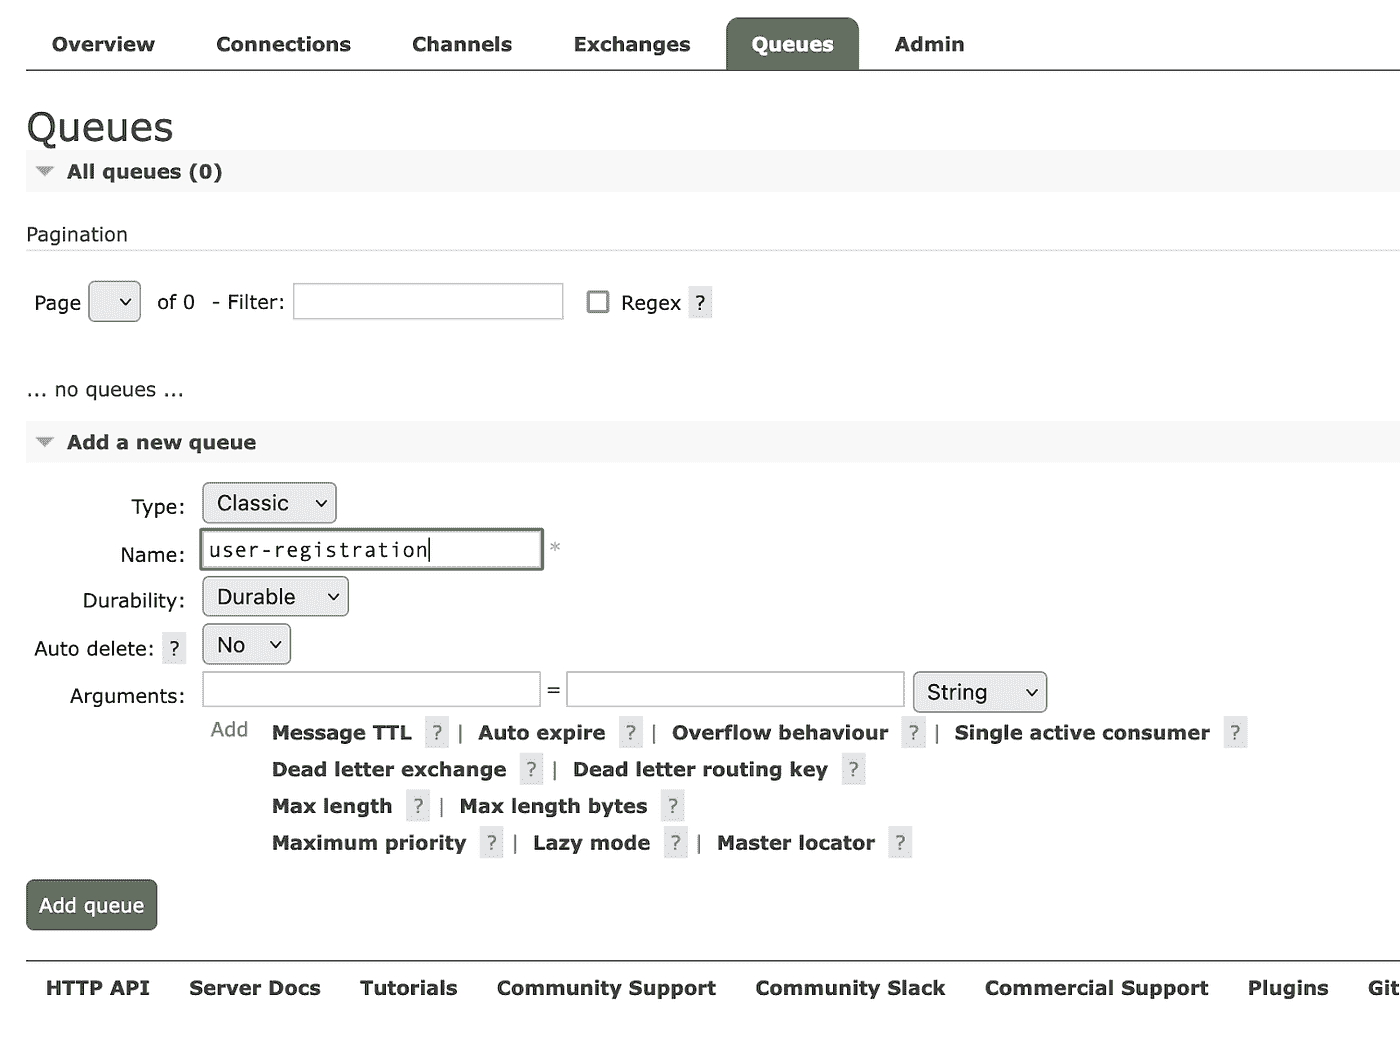 Overview Connections Channels Exchanges Queues Admin
Queues
All queues (0)
Pagination
Page of 0 - Filter: Regex ?
... no queues ...
Add a new queue
Type: Classic
Name: user-registration *
Durability: Durable
Auto delete: ? No
Arguments: = String
Add Message TTL ? | Auto expire ? | Overflow behaviour ? | Single active consumer ?
Dead letter exchange ? | Dead letter routing key ?
Max length ? | Max length bytes ?
Maximum priority ? | Lazy mode ? | Master locator ?
Add queue
HTTP API Server Docs Tutorials Community Support Community Slack Commercial Support Plugins Git